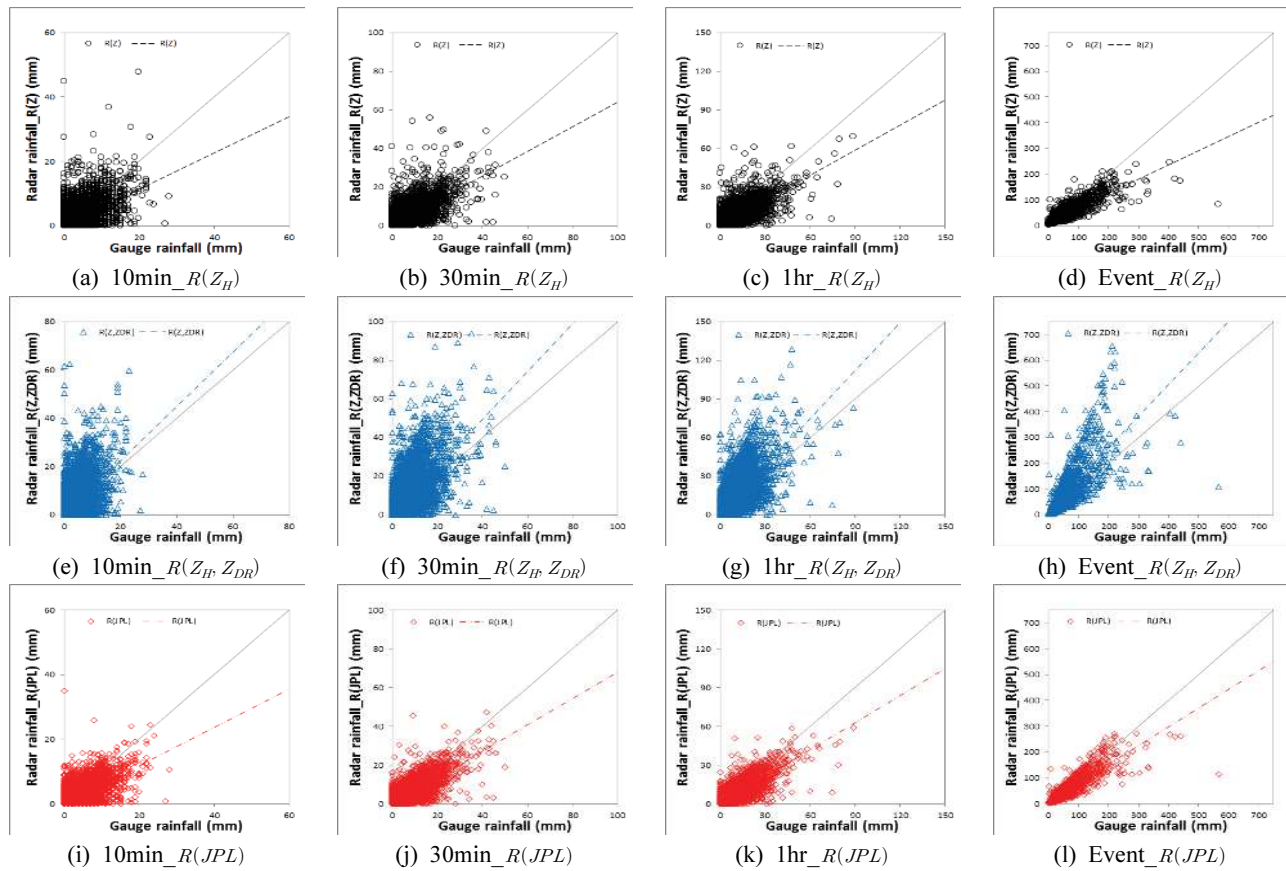 R(Z) R(Z)
60
40
20
0
0 20 40 60
Radar rainfall_R(Z) (mm)
Gauge rainfall (mm)
(a) 10min_R(Z_H)
R(Z) R(Z)
100
80
60
40
20
0
0 20 40 60 80 100
Radar rainfall_R(Z) (mm)
Gauge rainfall (mm)
(b) 30min_R(Z_H)
R(Z) R(Z)
150
120
90
60
30
0
0 30 60 90 120 150
Radar rainfall_R(Z) (mm)
Gauge rainfall (mm)
(c) 1hr_R(Z_H)
R(Z) R(Z)
700
600
500
400
300
200
100
0
0 100 200 300 400 500 600 700
Radar rainfall_R(Z) (mm)
Gauge rainfall (mm)
(d) Event_R(Z_H)
R(Z,ZDR) R(Z,ZDR)
80
60
40
20
0
0 20 40 60 80
Radar rainfall_R(Z,ZDR) (mm)
Gauge rainfall (mm)
(e) 10min_R(Z_H, Z_DR)
R(Z,ZDR) R(Z,ZDR)
100
80
60
40
20
0
0 20 40 60 80 100
Radar rainfall_R(Z,ZDR) (mm)
Gauge rainfall (mm)
(f) 30min_R(Z_H, Z_DR)
R(Z,ZDR) R(Z,ZDR)
150
120
90
60
30
0
0 30 60 90 120 150
Radar rainfall_R(Z,ZDR) (mm)
Gauge rainfall (mm)
(g) 1hr_R(Z_H, Z_DR)
R(Z,ZDR) R(Z,ZDR)
700
600
500
400
300
200
100
0
0 100 200 300 400 500 600 700
Radar rainfall_R(Z,ZDR) (mm)
Gauge rainfall (mm)
(h) Event_R(Z_H, Z_DR)
R(JPL) R(JPL)
60
40
20
0
0 20 40 60
Radar rainfall_R(JPL) (mm)
Gauge rainfall (mm)
(i) 10min_R(JPL)
R(JPL) R(JPL)
100
80
60
40
20
0
0 20 40 60 80 100
Radar rainfall_R(JPL) (mm)
Gauge rainfall (mm)
(j) 30min_R(JPL)
R(JPL) R(JPL)
150
120
90
60
30
0
0 30 60 90 120 150
Radar rainfall_R(JPL) (mm)
Gauge rainfall (mm)
(k) 1hr_R(JPL)
R(JPL) R(JPL)
700
600
500
400
300
200
100
0
0 100 200 300 400 500 600 700
Radar rainfall_R(JPL) (mm)
Gauge rainfall (mm)
(l) Event_R(JPL)